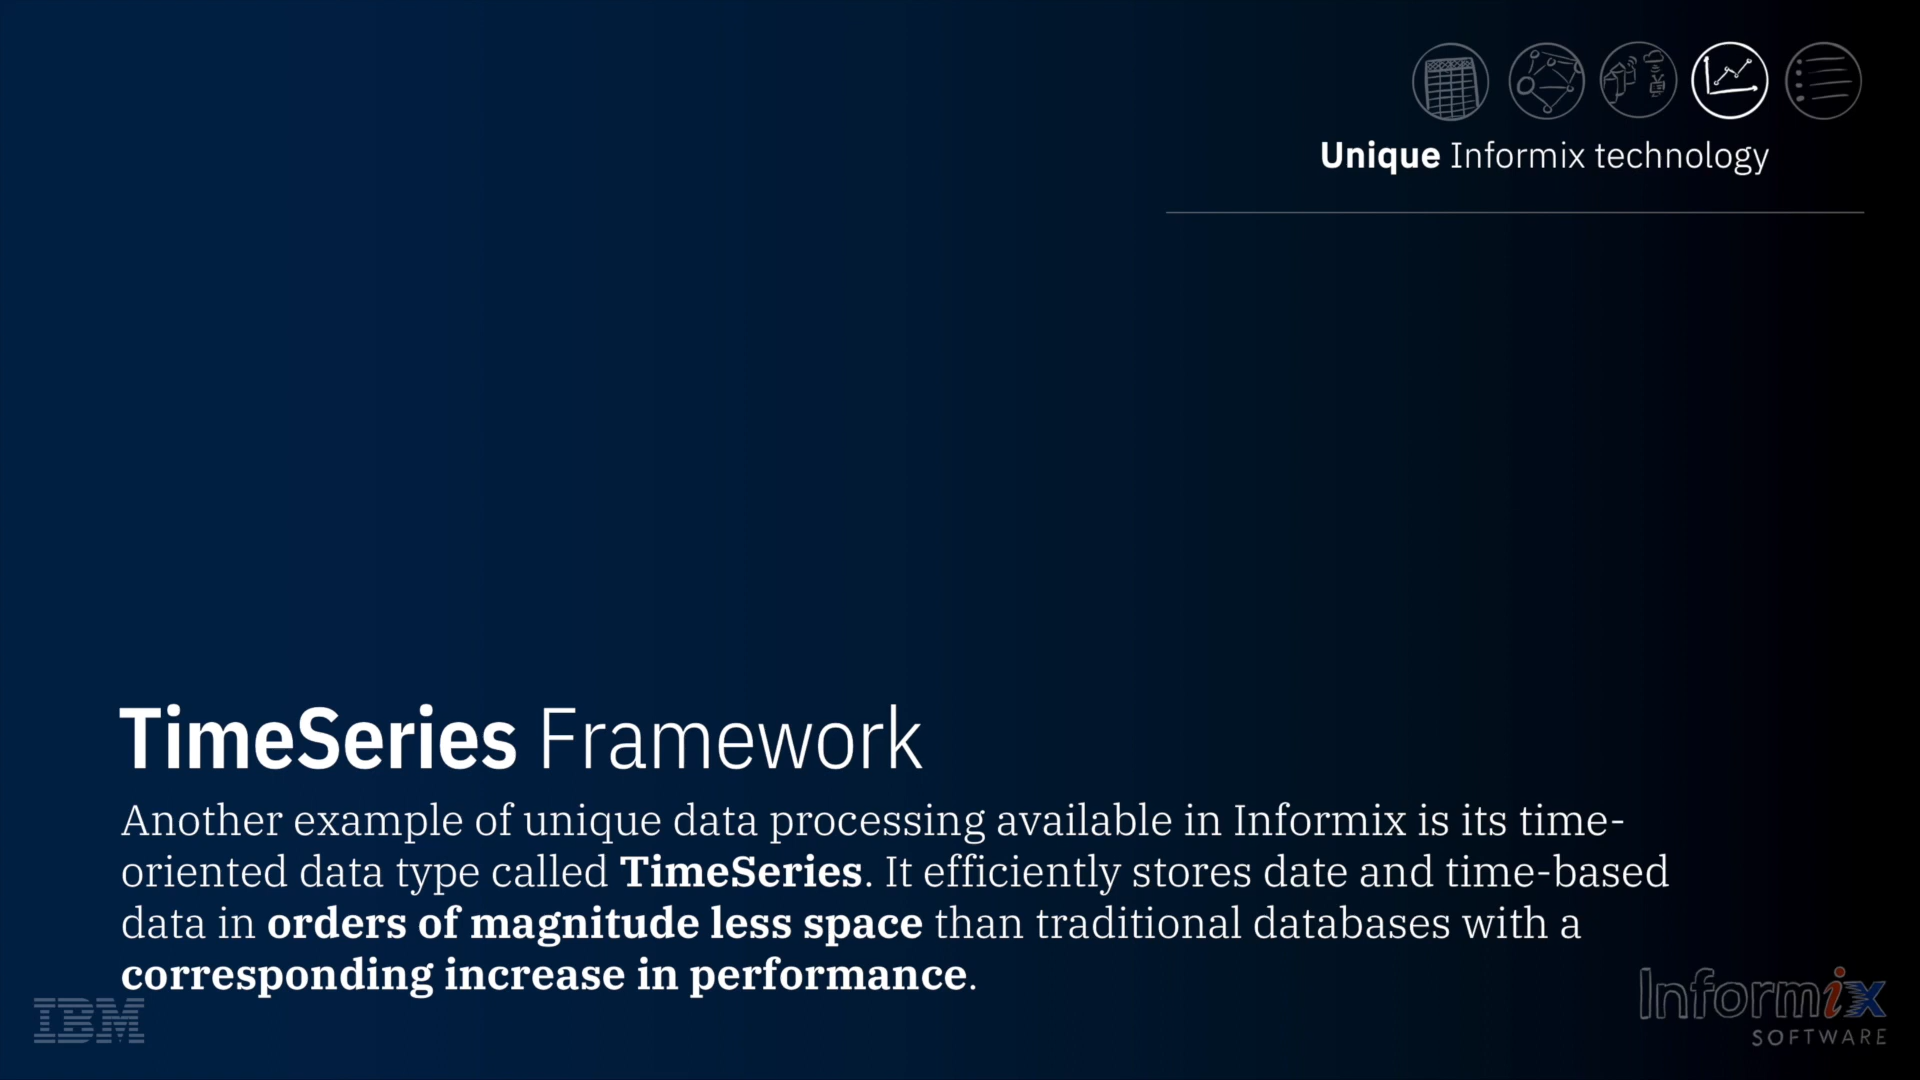 Unique Informix technology
TimeSeries Framework
Another example of unique data processing available in Informix is its time-
oriented data type called TimeSeries. It efficiently stores date and time-based
data in orders of magnitude less space than traditional databases with a
corresponding increase in performance.
IBM
Informix
SOFTWARE